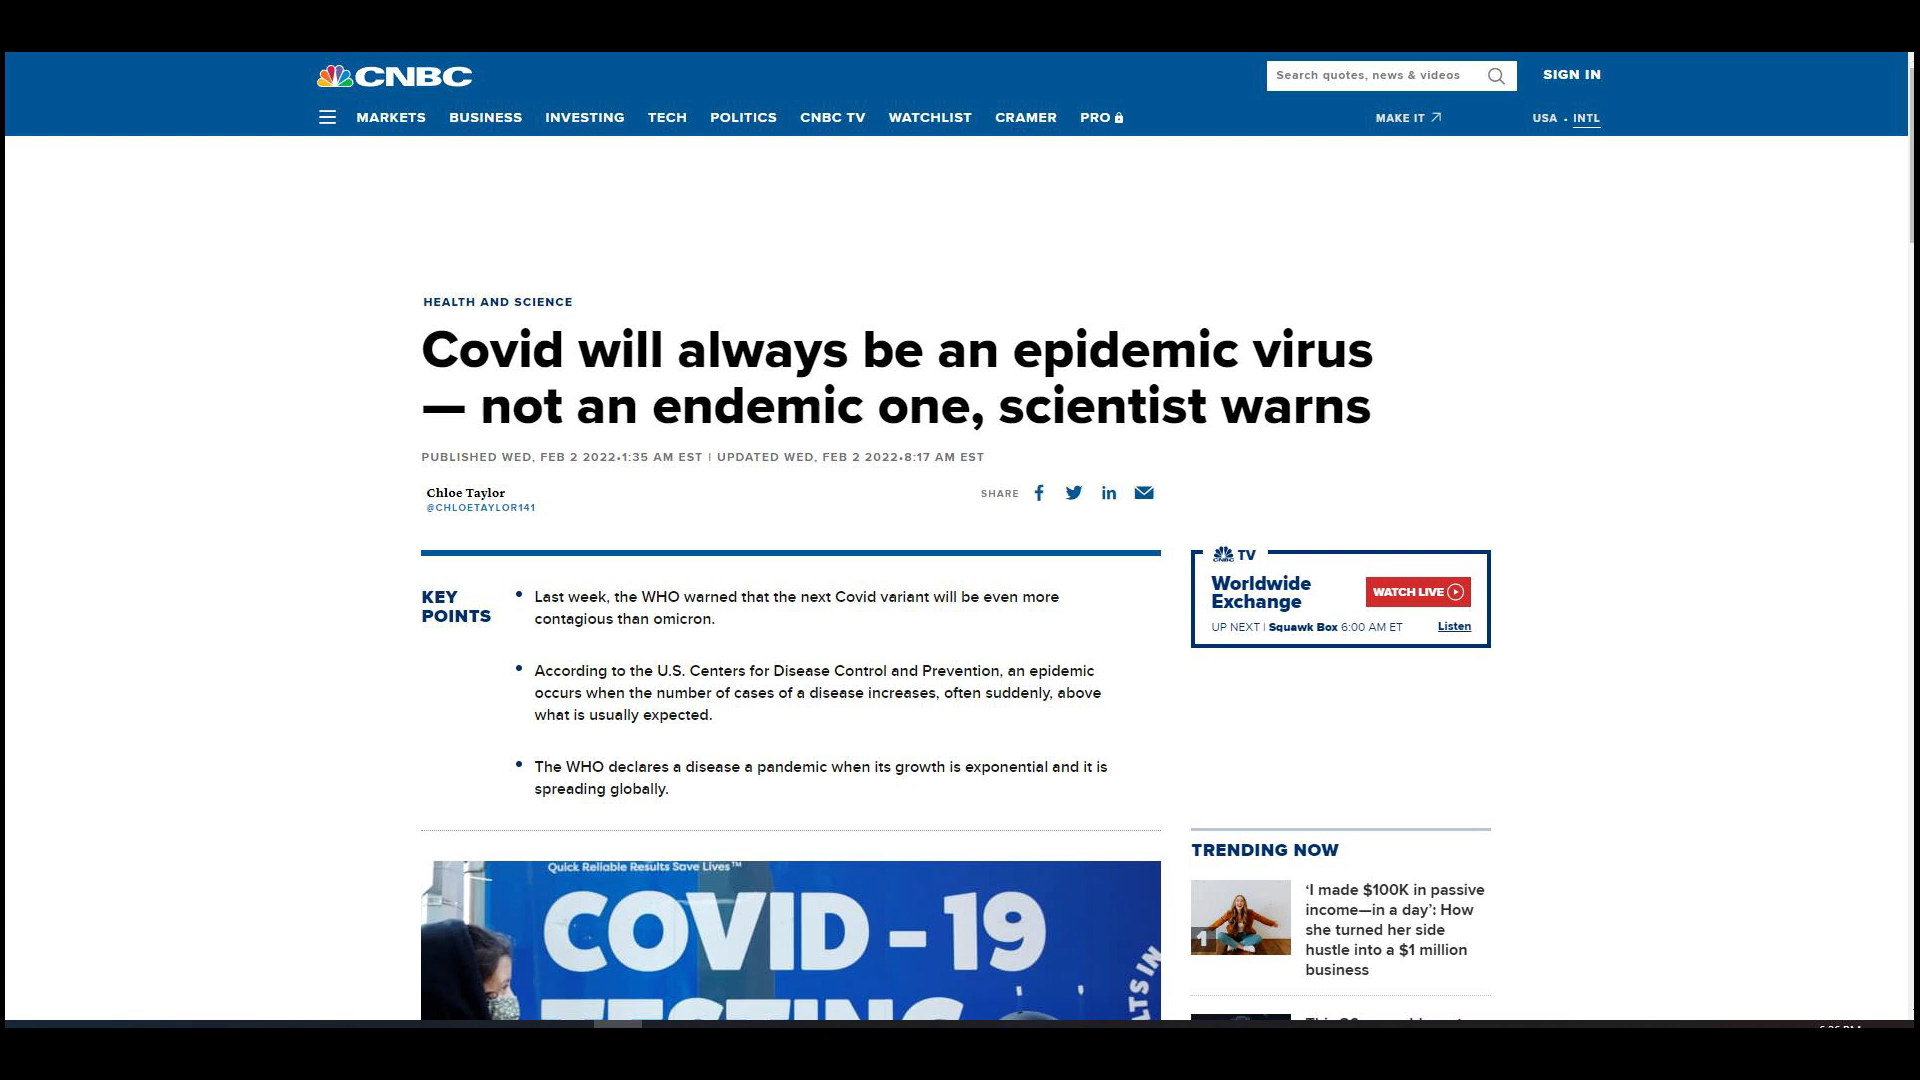 CNBC
Search quotes, news & videos
SIGN IN
MARKETS BUSINESS INVESTING TECH POLITICS CNBC TV WATCHLIST CRAMER PRO
MAKE IT
USA • INTL
HEALTH AND SCIENCE
Covid will always be an epidemic virus
— not an endemic one, scientist warns
PUBLISHED WED, FEB 2 2022•1:35 AM EST | UPDATED WED, FEB 2 2022•8:17 AM EST
Chloe Taylor
@CHLOETAYLOR141
SHARE
KEY
POINTS
• Last week, the WHO warned that the next Covid variant will be even more
contagious than omicron.
• According to the U.S. Centers for Disease Control and Prevention, an epidemic
occurs when the number of cases of a disease increases, often suddenly, above
what is usually expected.
• The WHO declares a disease a pandemic when its growth is exponential and it is
spreading globally.
Quick Reliable Results Save Lives™
COVID - 19
TESTING
LTS IN
CNBC TV
Worldwide
Exchange
WATCH LIVE
UP NEXT | Squawk Box 6:00 AM ET
Listen
TRENDING NOW
1
‘I made $100K in passive
income—in a day’: How
she turned her side
hustle into a $1 million
business